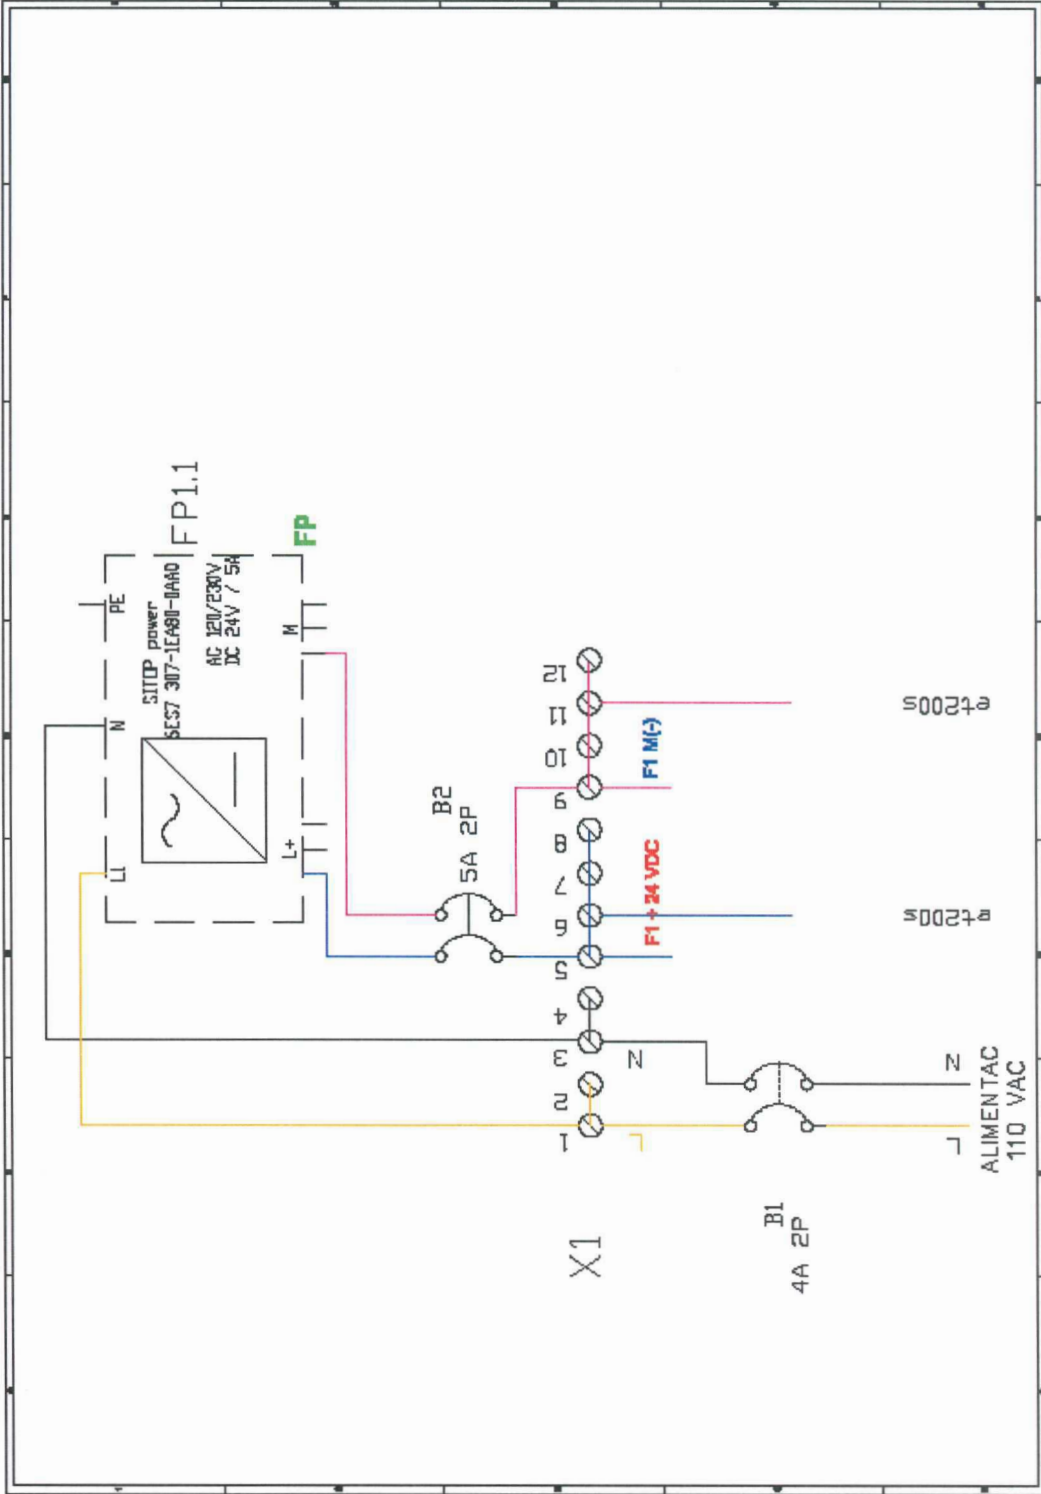 FP1.1
PE
N
L1
SITOP power
6ES7 307-1EA80-0AA0
AC 120/230V
DC 24V / 5A
FP
M
L+
B2
5A 2P
X1
1
2
3
4
5
6
7
8
9
10
11
12
L
N
F1 + 24 VDC
F1 M(-)
B1
4A 2P
et200s
et200s
L
N
ALIMENTAC
110 VAC